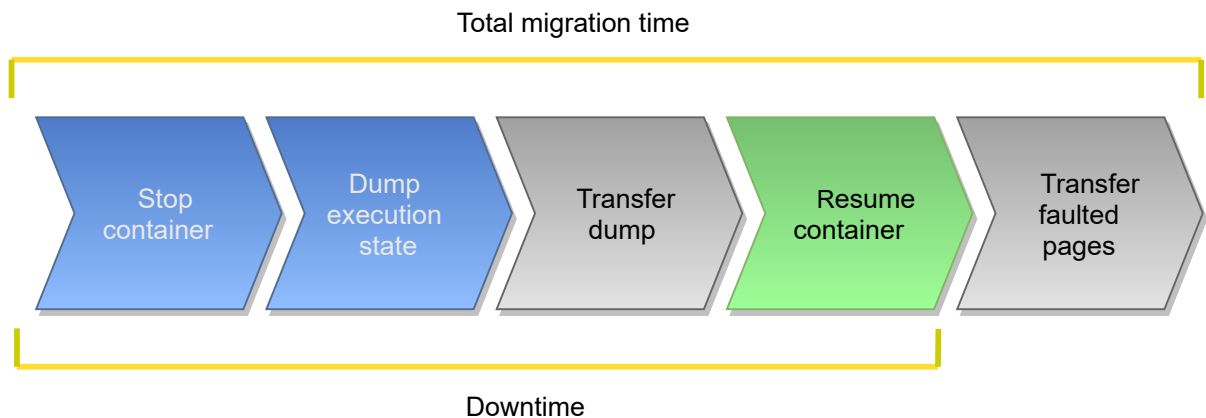 Total migration time
Stop
container
Dump
execution
state
Transfer
dump
Resume
container
Transfer
faulted
pages
Downtime